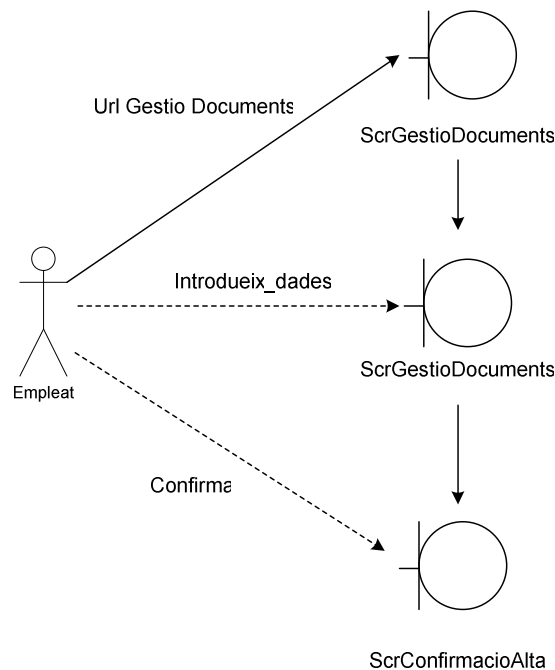 Url Gestio Documents
ScrGestioDocuments
Introdueix_dades
ScrGestioDocuments
Empleat
Confirma
ScrConfirmacioAlta